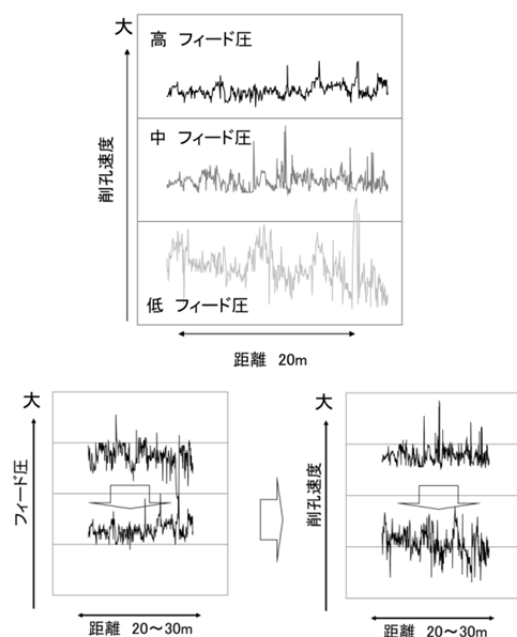 大
高 フィード圧
中 フィード圧
低 フィード圧
削孔速度
距離 20m
大
フィード圧
距離 20～30m
大
削孔速度
距離 20～30m